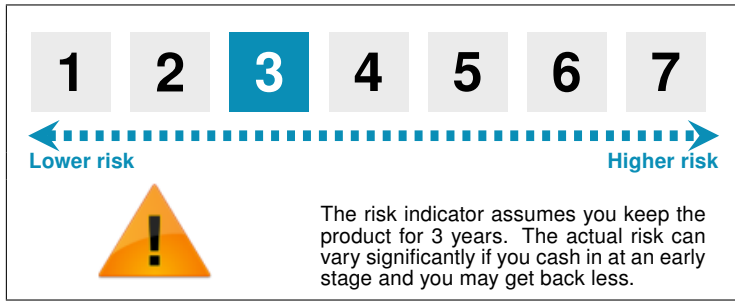 1 2 3 4 5 6 7
Lower risk Higher risk
!
The risk indicator assumes you keep the
product for 3 years. The actual risk can
vary significantly if you cash in at an early
stage and you may get back less.